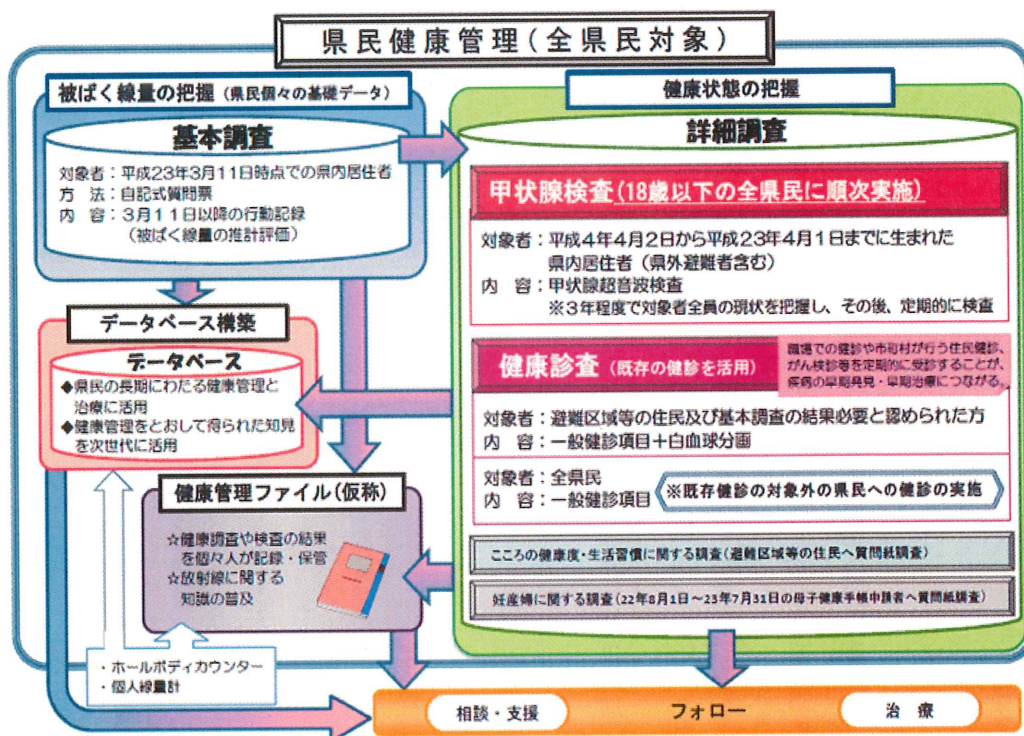 県民健康管理（全県民対象）
被ばく線量の把握（県民個々の基礎データ）
基本調査
対象者：平成23年3月11日時点での県内居住者
方　法：自記式質問票
内　容：3月11日以降の行動記録
（被ばく線量の推計評価）
データベース構築
データベース
◆県民の長期にわたる健康管理と
治療に活用
◆健康管理をとおして得られた知見
を次世代に活用
健康管理ファイル（仮称）
☆健康調査や検査の結果
を個々人が記録・保管
☆放射線に関する
知識の普及
・ホールボディカウンター
・個人線量計
健康状態の把握
詳細調査
甲状腺検査（18歳以下の全県民に順次実施）
対象者：平成4年4月2日から平成23年4月1日までに生まれた
県内居住者（県外避難者含む）
内　容：甲状腺超音波検査
※3年程度で対象者全員の現状を把握し、その後、定期的に検査
健康診査（既存の健診を活用）
職場での健診や市町村が行う住民健診、
がん検診等を定期的に受診することが、
疾病の早期発見・早期治療につながる。
対象者：避難区域等の住民及び基本調査の結果必要と認められた方
内　容：一般健診項目＋白血球分画
対象者：全県民
内　容：一般健診項目
※既存健診の対象外の県民への健診の実施
こころの健康度・生活習慣に関する調査（避難区域等の住民へ質問紙調査）
妊産婦に関する調査（22年8月1日～23年7月31日の母子健康手帳申請者へ質問紙調査）
相談・支援
フォロー
治　療